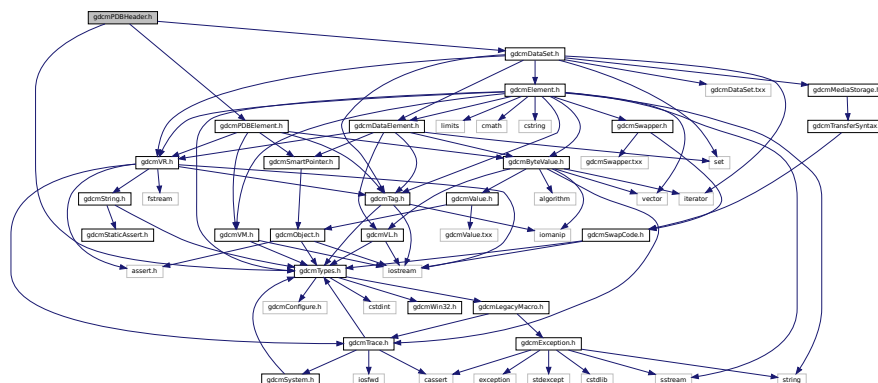 gdcmPDBHeader.h
gdcmDataSet.h
gdcmElement.h
gdcmDataSet.txx
gdcmMediaStorage.h
gdcmPDBElement.h
gdcmDataElement.h
limits
cmath
cstring
gdcmSwapper.h
gdcmTransferSyntax.
gdcmVR.h
gdcmSmartPointer.h
gdcmByteValue.h
gdcmSwapper.txx
set
gdcmString.h
fstream
gdcmTag.h
gdcmValue.h
algorithm
vector
iterator
gdcmStaticAssert.h
gdcmVM.h
gdcmObject.h
gdcmVL.h
gdcmValue.txx
iomanip
gdcmSwapCode.h
assert.h
gdcmTypes.h
iostream
gdcmConfigure.h
cstdint
gdcmWin32.h
gdcmLegacyMacro.h
gdcmTrace.h
gdcmException.h
gdcmSystem.h
iosfwd
cassert
exception
stdexcept
cstdlib
sstream
string